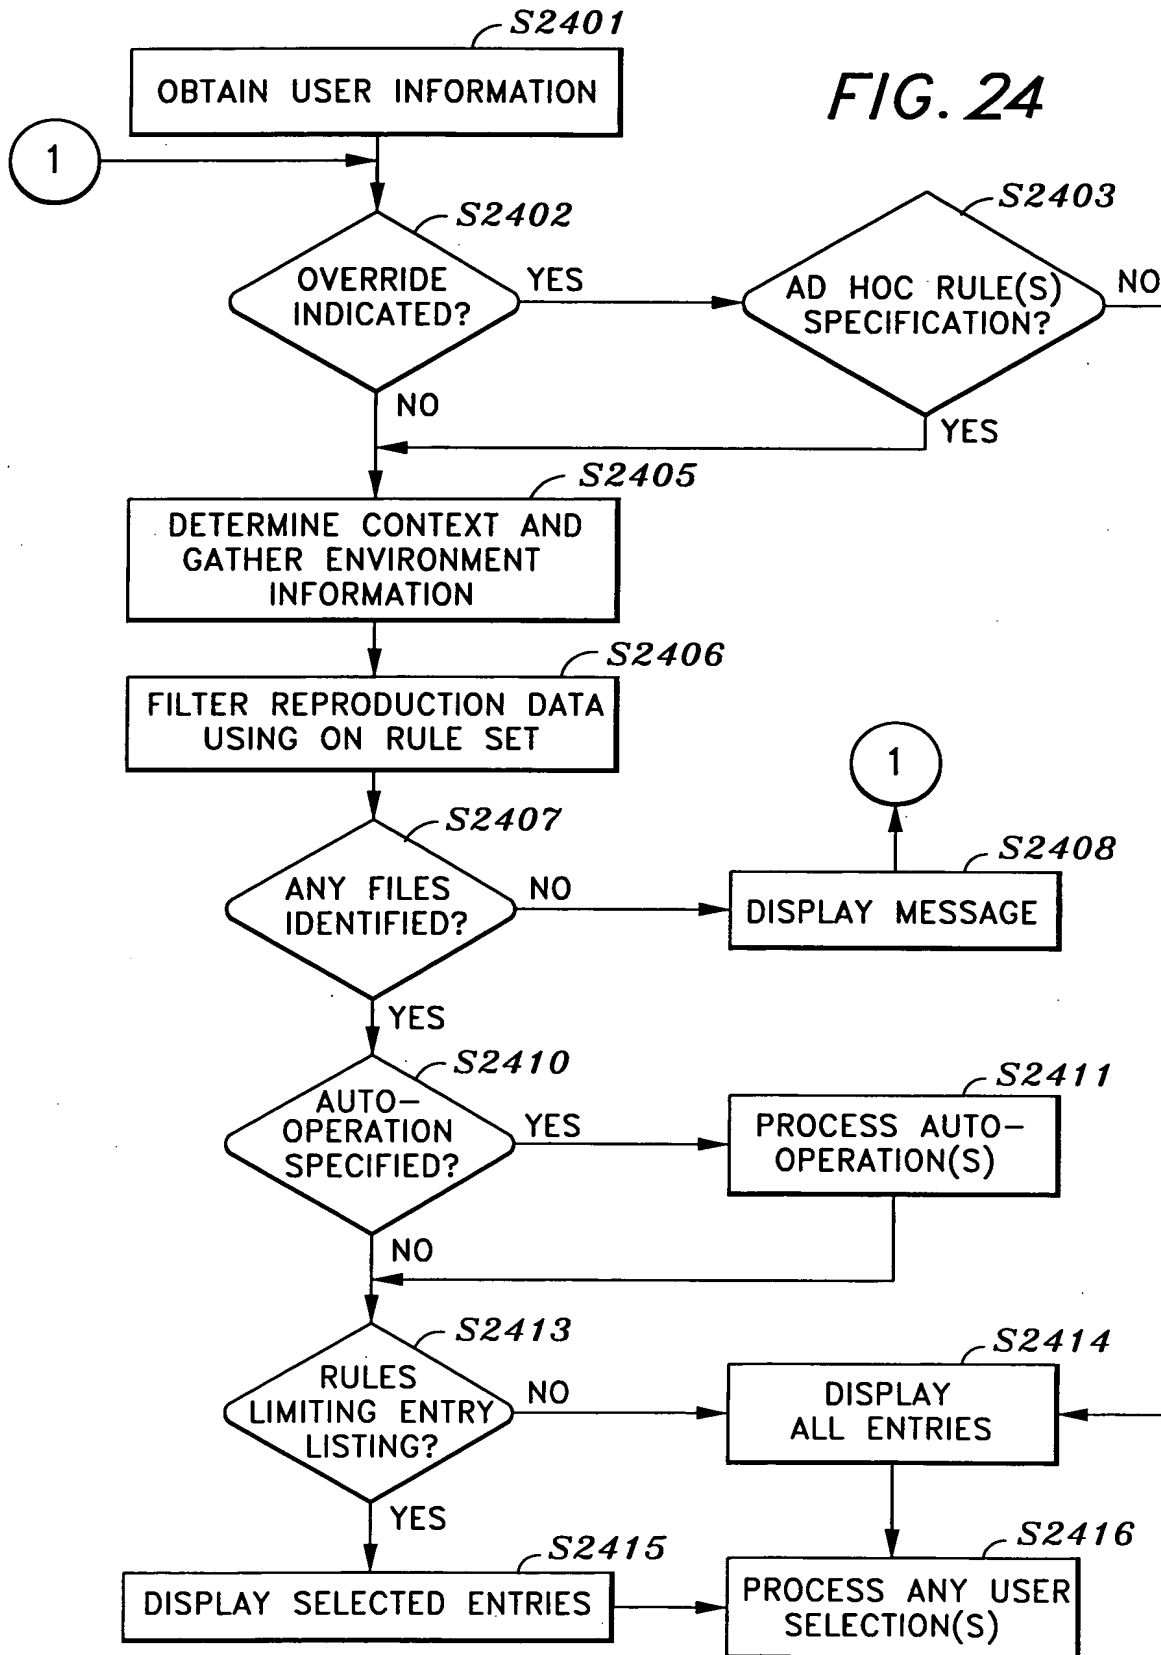 S2401
OBTAIN USER INFORMATION
FIG. 24
1
S2402
OVERRIDE
INDICATED?
YES
NO
S2403
AD HOC RULE(S)
SPECIFICATION?
NO
YES
S2405
DETERMINE CONTEXT AND
GATHER ENVIRONMENT
INFORMATION
S2406
FILTER REPRODUCTION DATA
USING ON RULE SET
1
S2407
ANY FILES
IDENTIFIED?
NO
YES
S2408
DISPLAY MESSAGE
S2410
AUTO-
OPERATION
SPECIFIED?
YES
NO
S2411
PROCESS AUTO-
OPERATION(S)
S2413
RULES
LIMITING ENTRY
LISTING?
NO
YES
S2414
DISPLAY
ALL ENTRIES
S2415
DISPLAY SELECTED ENTRIES
S2416
PROCESS ANY USER
SELECTION(S)